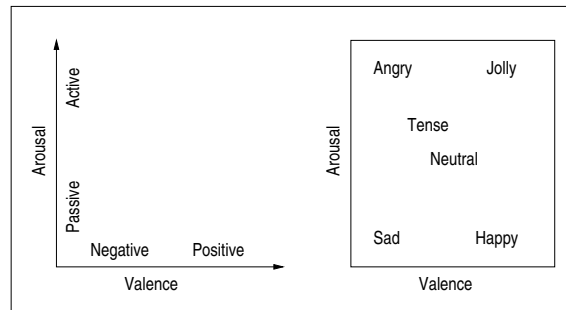 Arousal
Active
Passive
Negative Positive
Valence
Arousal
Angry Jolly
Tense
Neutral
Sad Happy
Valence